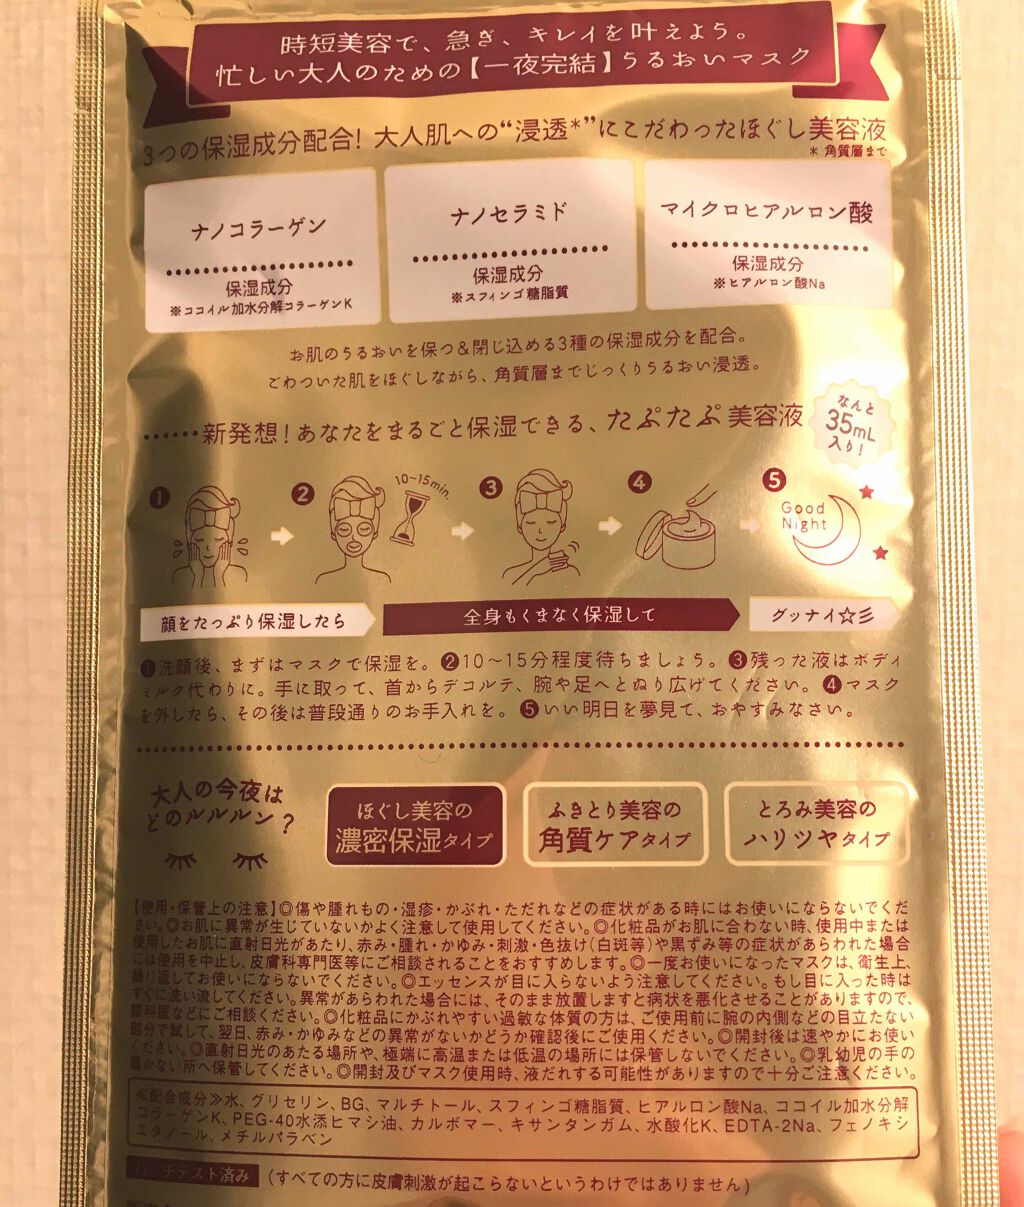 時短美容で、急ぎ、キレイを叶えよう。
忙しい大人のための【一夜完結】うるおいマスク
3つの保湿成分配合! 大人肌への“浸透*”にこだわったほぐし美容液
* 角質層まで
ナノコラーゲン
保湿成分
※ココイル加水分解コラーゲンK
ナノセラミド
保湿成分
※スフィンゴ糖脂質
マイクロヒアルロン酸
保湿成分
※ヒアルロン酸Na
お肌のうるおいを保つ&閉じ込める3種の保湿成分を配合。
ごわついた肌をほぐしながら、角質層までじっくりうるおい浸透。
……新発想!あなたをまるごと保湿できる、たぷたぷ美容液
なんと
35mL
入り!
❶
❷
10〜15min.
❸
❹
❺
Good
Night
顔をたっぷり保湿したら
全身もくまなく保湿して
グッナイ☆彡
❶洗顔後、まずはマスクで保湿を。❷10〜15分程度待ちましょう。❸残った液はボディ
ミルク代わりに。手に取って、首からデコルテ、腕や足へとぬり広げてください。❹マスク
を外したら、その後は普段通りのお手入れを。❺いい明日を夢見て、おやすみなさい。
大人の今夜は
どのルルルン?
ほぐし美容の
濃密保湿タイプ
ふきとり美容の
角質ケアタイプ
とろみ美容の
ハリツヤタイプ
【使用・保管上の注意】◎傷や腫れもの・湿疹・かぶれ・ただれなどの症状がある時にはお使いにならないでくだ
さい。◎お肌に異常が生じていないかよく注意して使用してください。◎化粧品がお肌に合わない時、使用中または
使用したお肌に直射日光があたり、赤み・腫れ・かゆみ・刺激・色抜け(白斑等)や黒ずみ等の症状があらわれた場合
には使用を中止し、皮膚科専門医等にご相談されることをおすすめします。◎一度お使いになったマスクは、衛生上、
繰り返してお使いにならないでください。◎エッセンスが目に入らないよう注意してください。もし目に入った時は
すぐに洗い流してください。異常があらわれた場合には、そのまま放置しますと病状を悪化させることがありますので、
眼科医などにご相談ください。◎化粧品にかぶれやすい過敏な体質の方は、ご使用前に腕の内側などの目立たない
部分で試して、翌日、赤み・かゆみなどの異常がないかどうか確認後にご使用ください。◎開封後は速やかにお使い
ください。◎直射日光のあたる場所や、極端に高温または低温の場所には保管しないでください。◎乳幼児の手の
届かない所へ保管してください。◎開封及びマスク使用時、液だれする可能性がありますので十分ご注意ください。
≪配合成分≫水、グリセリン、BG、マルチトール、スフィンゴ糖脂質、ヒアルロン酸Na、ココイル加水分解
コラーゲンK、PEG-40水添ヒマシ油、カルボマー、キサンタンガム、水酸化K、EDTA-2Na、フェノキシ
エタノール、メチルパラベン
パッチテスト済み (すべての方に皮膚刺激が起こらないというわけではありません)